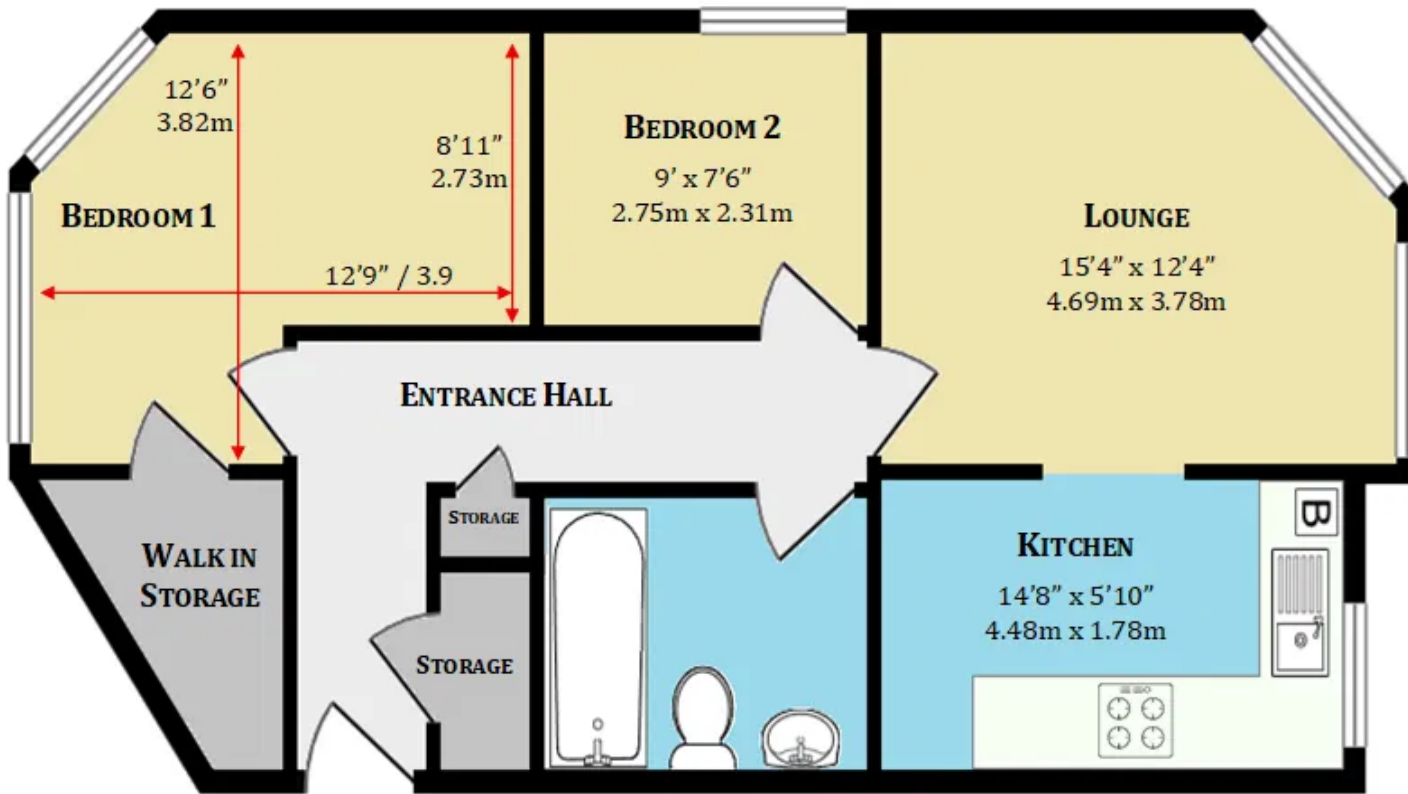 12’6”
3.82m
8’11”
2.73m
BEDROOM 1
12’9” / 3.9
BEDROOM 2
9’ x 7’6”
2.75m x 2.31m
LOUNGE
15’4” x 12’4”
4.69m x 3.78m
ENTRANCE HALL
WALK IN
STORAGE
STORAGE
STORAGE
KITCHEN
14’8” x 5’10”
4.48m x 1.78m
B